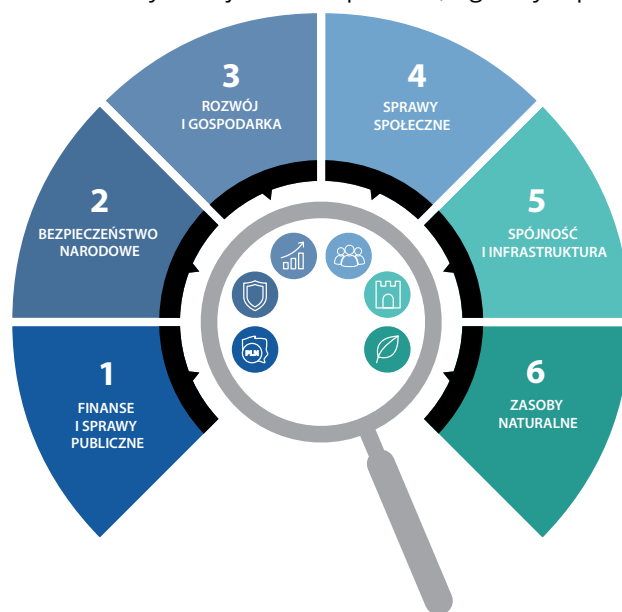 1
FINANSE
I SPRAWY
PUBLICZNE
2
BEZPIECZEŃSTWO
NARODOWE
3
ROZWÓJ
I GOSPODARKA
4
SPRAWY
SPOŁECZNE
5
SPÓJNOŚĆ
I INFRASTRUKTURA
6
ZASOBY
NATURALNE
PLN